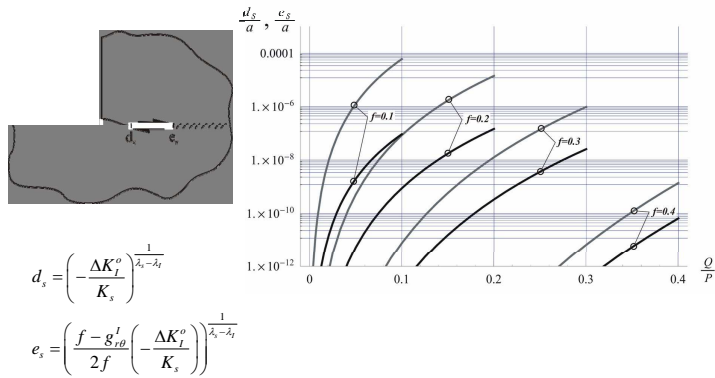 d_s/a , e_s/a
0.0001
1.×10^-6
1.×10^-8
1.×10^-10
1.×10^-12
f=0.1
f=0.2
f=0.3
f=0.4
0 0.1 0.2 0.3 0.4
Q/P
d_s e_s
d_s = (-ΔK_I^o / K_s)^(1/(λ_s-λ_I))
e_s = ((f - g_rθ^I)/(2f) (-ΔK_I^o / K_s))^(1/(λ_s-λ_I))